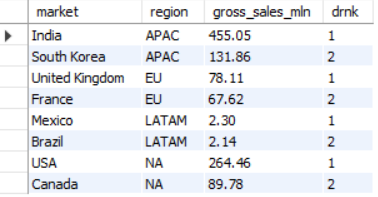 market region gross_sales_mln drnk
India APAC 455.05 1
South Korea APAC 131.86 2
United Kingdom EU 78.11 1
France EU 67.62 2
Mexico LATAM 2.30 1
Brazil LATAM 2.14 2
USA NA 264.46 1
Canada NA 89.78 2